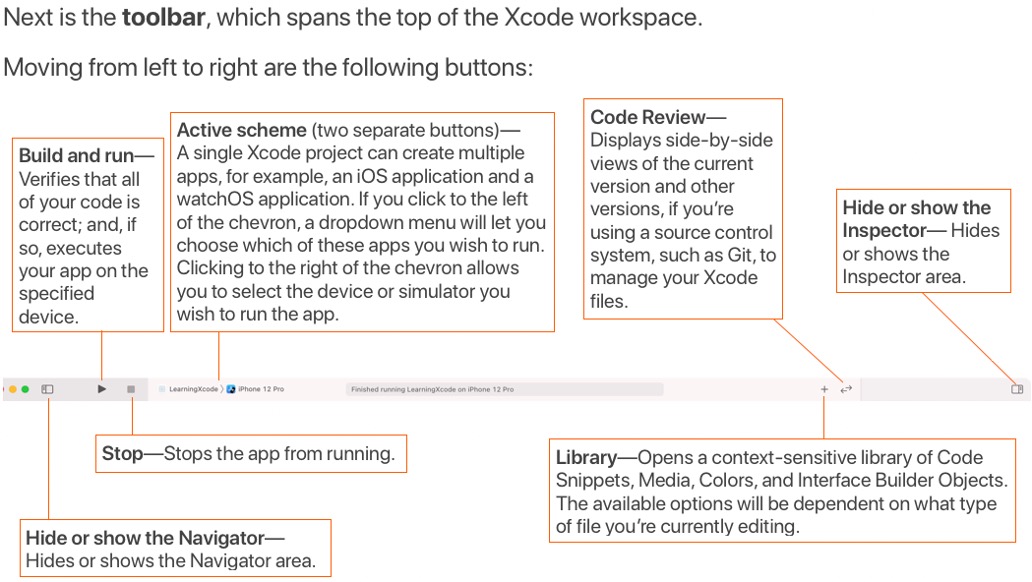 Next is the toolbar, which spans the top of the Xcode workspace.
Moving from left to right are the following buttons:
Build and run—
Verifies that all
of your code is
correct; and, if
so, executes
your app on the
specified
device.
Active scheme (two separate buttons)—
A single Xcode project can create multiple
apps, for example, an iOS application and a
watchOS application. If you click to the left
of the chevron, a dropdown menu will let you
choose which of these apps you wish to run.
Clicking to the right of the chevron allows
you to select the device or simulator you
wish to run the app.
Code Review—
Displays side-by-side
views of the current
version and other
versions, if you’re
using a source control
system, such as Git, to
manage your Xcode
files.
Hide or show the
Inspector— Hides
or shows the
Inspector area.
LearningXcode 〉 iPhone 12 Pro
Finished running LearningXcode on iPhone 12 Pro
Stop—Stops the app from running.
Library—Opens a context-sensitive library of Code
Snippets, Media, Colors, and Interface Builder Objects.
The available options will be dependent on what type
of file you’re currently editing.
Hide or show the Navigator—
Hides or shows the Navigator area.